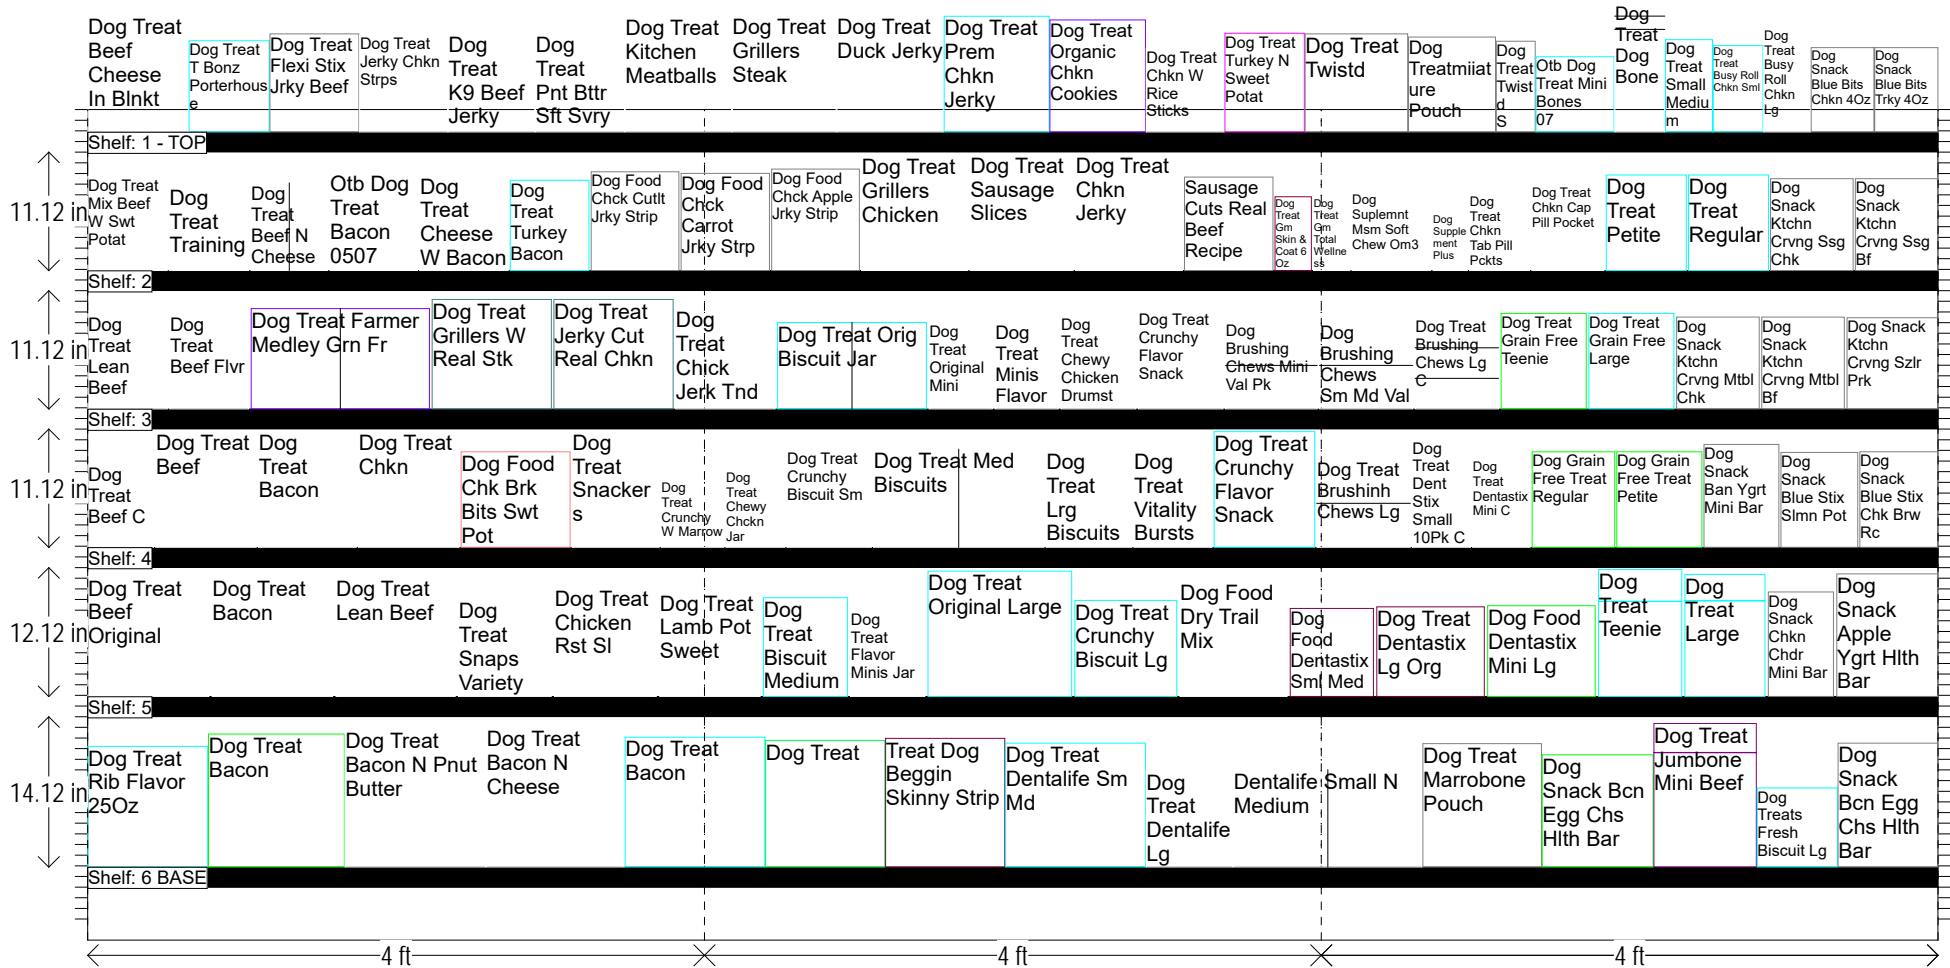 Dog Treat
Beef
Cheese
In Blnkt
Dog Treat
T Bonz
Porterhous
e
Dog Treat
Flexi Stix
Jrky Beef
Dog Treat
Jerky Chkn
Strps
Dog
Treat
K9 Beef
Jerky
Dog
Treat
Pnt Bttr
Sft Svry
Dog Treat
Kitchen
Meatballs
Dog Treat
Grillers
Steak
Dog Treat
Duck Jerky
Dog Treat
Prem
Chkn
Jerky
Dog Treat
Organic
Chkn
Cookies
Dog Treat
Chkn W
Rice
Sticks
Dog Treat
Turkey N
Sweet
Potat
Dog Treat
Twistd
Dog
Treatmiiat
ure
Pouch
Dog
Treat
Twist
d
S
Otb Dog
Treat Mini
Bones
07
Dog
Treat
Dog
Bone
Dog
Treat
Small
Mediu
m
Dog
Treat
Busy Roll
Chkn Sml
Dog
Treat
Busy
Roll
Chkn
Lg
Dog
Snack
Blue Bits
Chkn 4Oz
Dog
Snack
Blue Bits
Trky 4Oz
Shelf: 1 - TOP
11.12 in
Dog Treat
Mix Beef
W Swt
Potat
Dog
Treat
Training
Dog
Treat
Beef N
Cheese
Otb Dog
Treat
Bacon
0507
Dog
Treat
Cheese
W Bacon
Dog
Treat
Turkey
Bacon
Dog Food
Chck Cutlt
Jrky Strip
Dog Food
Chck
Carrot
Jrky Strp
Dog Food
Chck Apple
Jrky Strip
Dog Treat
Grillers
Chicken
Dog Treat
Sausage
Slices
Dog Treat
Chkn
Jerky
Sausage
Cuts Real
Beef
Recipe
Dog
Treat
Gm
Skin &
Coat 6
Oz
Dog
Treat
Gm
Total
Wellne
ss
Dog
Suplemnt
Msm Soft
Chew Om3
Dog
Supple
ment
Plus
Dog
Treat
Chkn
Tab Pill
Pckts
Dog Treat
Chkn Cap
Pill Pocket
Dog
Treat
Petite
Dog
Treat
Regular
Dog
Snack
Ktchn
Crvng Ssg
Chk
Dog
Snack
Ktchn
Crvng Ssg
Bf
Shelf: 2
11.12 in
Dog
Treat
Lean
Beef
Dog
Treat
Beef Flvr
Dog Treat Farmer
Medley Grn Fr
Dog Treat
Grillers W
Real Stk
Dog Treat
Jerky Cut
Real Chkn
Dog
Treat
Chick
Jerk Tnd
Dog Treat Orig
Biscuit Jar
Dog
Treat
Original
Mini
Dog
Treat
Minis
Flavor
Dog
Treat
Chewy
Chicken
Drumst
Dog Treat
Crunchy
Flavor
Snack
Dog
Brushing
Chews Mini
Val Pk
Dog
Brushing
Chews
Sm Md Val
Dog Treat
Brushing
Chews Lg
C
Dog Treat
Grain Free
Teenie
Dog Treat
Grain Free
Large
Dog
Snack
Ktchn
Crvng Mtbl
Chk
Dog
Snack
Ktchn
Crvng Mtbl
Bf
Dog Snack
Ktchn
Crvng Szlr
Prk
Shelf: 3
11.12 in
Dog
Treat
Beef C
Dog Treat
Beef
Dog
Treat
Bacon
Dog Treat
Chkn
Dog Food
Chk Brk
Bits Swt
Pot
Dog
Treat
Snacker
s
Dog
Treat
Crunchy
W Marrow
Dog
Treat
Chewy
Chckn
Jar
Dog Treat
Crunchy
Biscuit Sm
Dog Treat Med
Biscuits
Dog
Treat
Lrg
Biscuits
Dog
Treat
Vitality
Bursts
Dog Treat
Crunchy
Flavor
Snack
Dog Treat
Brushinh
Chews Lg
Dog
Treat
Dent
Stix
Small
10Pk C
Dog
Treat
Dentastix
Mini C
Dog Grain
Free Treat
Regular
Dog Grain
Free Treat
Petite
Dog
Snack
Ban Ygrt
Mini Bar
Dog
Snack
Blue Stix
Slmn Pot
Dog
Snack
Blue Stix
Chk Brw
Rc
Shelf: 4
12.12 in
Dog Treat
Beef
Original
Dog Treat
Bacon
Dog Treat
Lean Beef
Dog
Treat
Snaps
Variety
Dog Treat
Chicken
Rst Sl
Dog Treat
Lamb Pot
Sweet
Dog
Treat
Biscuit
Medium
Dog
Treat
Flavor
Minis Jar
Dog Treat
Original Large
Dog Treat
Crunchy
Biscuit Lg
Dog Food
Dry Trail
Mix
Dog
Food
Dentastix
Sml Med
Dog Treat
Dentastix
Lg Org
Dog Food
Dentastix
Mini Lg
Dog
Treat
Teenie
Dog
Treat
Large
Dog
Snack
Chkn
Chdr
Mini Bar
Dog
Snack
Apple
Ygrt Hlth
Bar
Shelf: 5
14.12 in
Dog Treat
Rib Flavor
25Oz
Dog Treat
Bacon
Dog Treat
Bacon N Pnut
Butter
Dog Treat
Bacon N
Cheese
Dog Treat
Bacon
Dog Treat
Treat Dog
Beggin
Skinny Strip
Dog Treat
Dentalife Sm
Md
Dog
Treat
Dentalife
Lg
Dentalife Small N
Medium
Dog Treat
Marrobone
Pouch
Dog
Snack Bcn
Egg Chs
Hlth Bar
Dog Treat
Jumbone
Mini Beef
Dog
Treats
Fresh
Biscuit Lg
Dog
Snack
Bcn Egg
Chs Hlth
Bar
Shelf: 6 BASE
4 ft
4 ft
4 ft